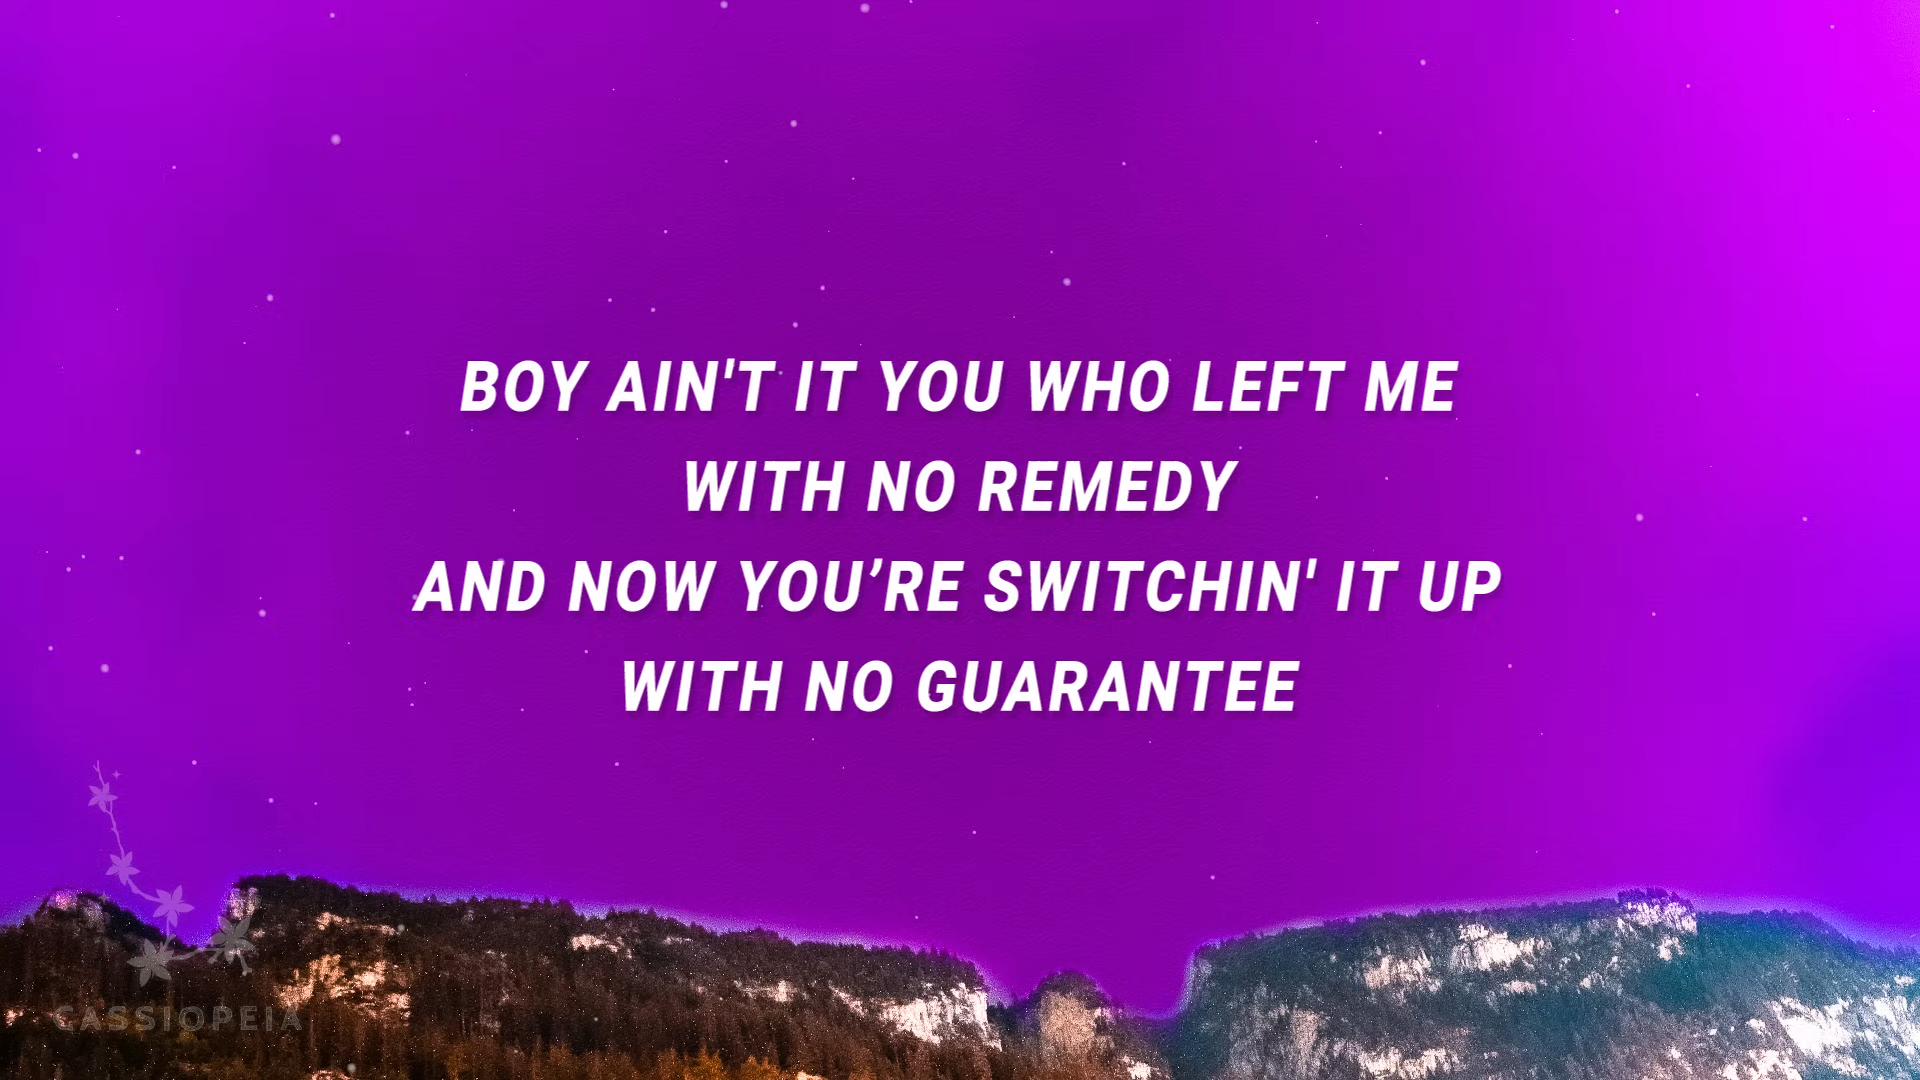 BOY AIN'T IT YOU WHO LEFT ME
WITH NO REMEDY
AND NOW YOU’RE SWITCHIN' IT UP
WITH NO GUARANTEE
CASSIOPEIA